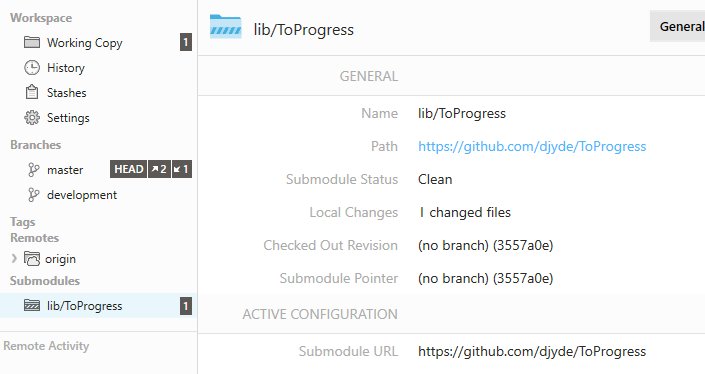 Workspace
Working Copy 1
History
Stashes
Settings
Branches
master HEAD ↗2 ↙1
development
Tags
Remotes
origin
Submodules
lib/ToProgress 1
Remote Activity
lib/ToProgress
General
GENERAL
Name lib/ToProgress
Path https://github.com/djyde/ToProgress
Submodule Status Clean
Local Changes 1 changed files
Checked Out Revision (no branch) (3557a0e)
Submodule Pointer (no branch) (3557a0e)
ACTIVE CONFIGURATION
Submodule URL https://github.com/djyde/ToProgress